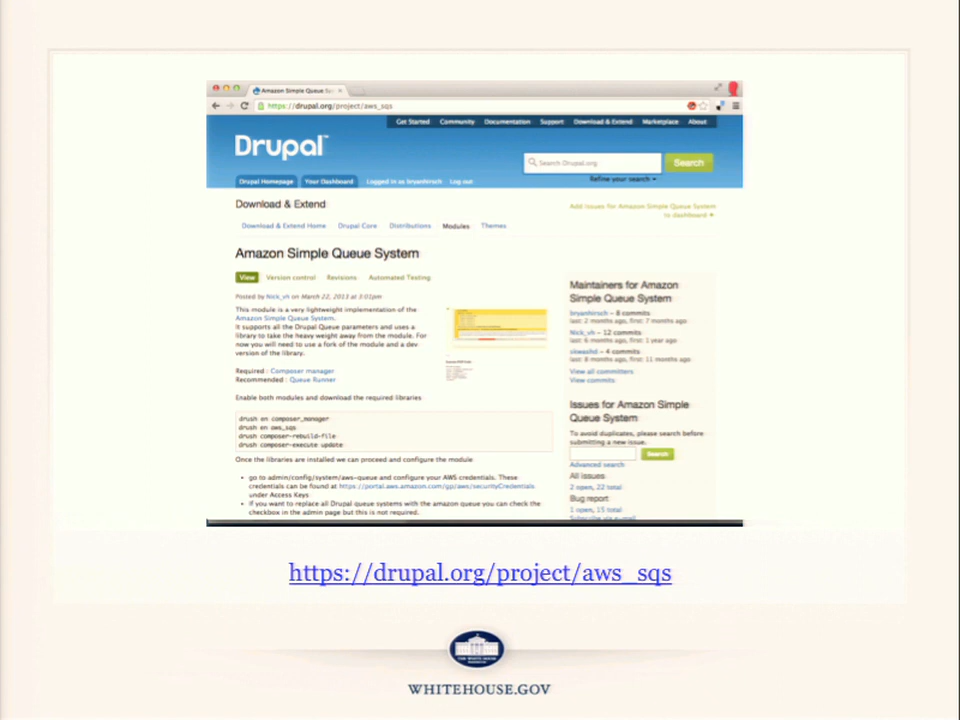 Amazon Simple Queue Sys
https://drupal.org/project/aws_sqs
Get Started Community Documentation Support Download & Extend Marketplace About
Drupal™
Search Drupal.org Search
Refine your search
Drupal Homepage Your Dashboard Logged in as bryanhirsch Log out
Download & Extend
Add issues for Amazon Simple Queue System
to dashboard
Download & Extend Home Drupal Core Distributions Modules Themes
Amazon Simple Queue System
View Version control Revisions Automated Testing
Posted by Nick_vh on March 22, 2013 at 3:01pm
This module is a very lightweight implementation of the
Amazon Simple Queue System.
It supports all the Drupal Queue parameters and uses a
library to take the heavy weight away from the module. For
now you will need to use a fork of the module and a dev
version of the library.
Required : Composer manager
Recommended : Queue Runner
Enable both modules and download the required libraries
drush en composer_manager
drush en aws_sqs
drush composer-rebuild-file
drush composer-execute update
Once the libraries are installed we can proceed and configure the module
• go to admin/config/system/aws-queue and configure your AWS credentials. These
credentials can be found at https://portal.aws.amazon.com/gp/aws/securityCredentials
under Access Keys
• if you want to replace all Drupal queue systems with the amazon queue you can check the
checkbox in the admin page but this is not required.
Maintainers for Amazon
Simple Queue System
bryanhirsch – 8 commits
last: 2 months ago, first: 7 months ago
Nick_vh – 12 commits
last: 6 months ago, first: 1 year ago
skwashd – 4 commits
last: 8 months ago, first: 11 months ago
View all committers
View commits
Issues for Amazon Simple
Queue System
To avoid duplicates, please search before
submitting a new issue.
Search
Advanced search
All issues
2 open, 22 total
Bug report
1 open, 15 total
Subscribe via e-mail
https://drupal.org/project/aws_sqs
THE WHITE HOUSE
WASHINGTON
WHITEHOUSE.GOV